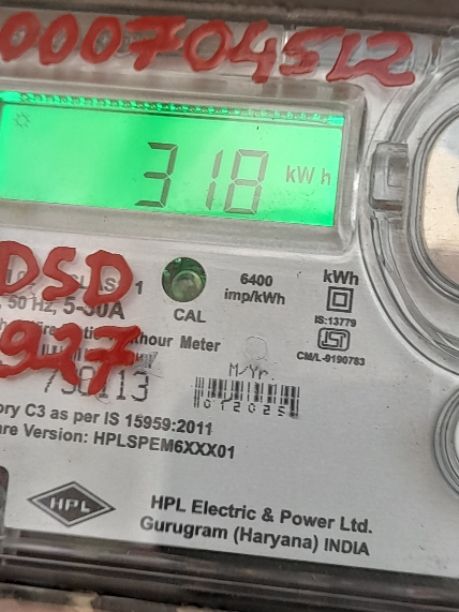 000704512
318 kWh
CLASS 1
50 Hz, 5-30A
6400
imp/kWh
kWh
CAL
IS:13779
CM/L-9190783
DSD
927
hour Meter
M/Yr.
012025
C3 as per IS 15959:2011
Version: HPLSPEM6XXX01
HPL
HPL Electric & Power Ltd.
Gurugram (Haryana) INDIA